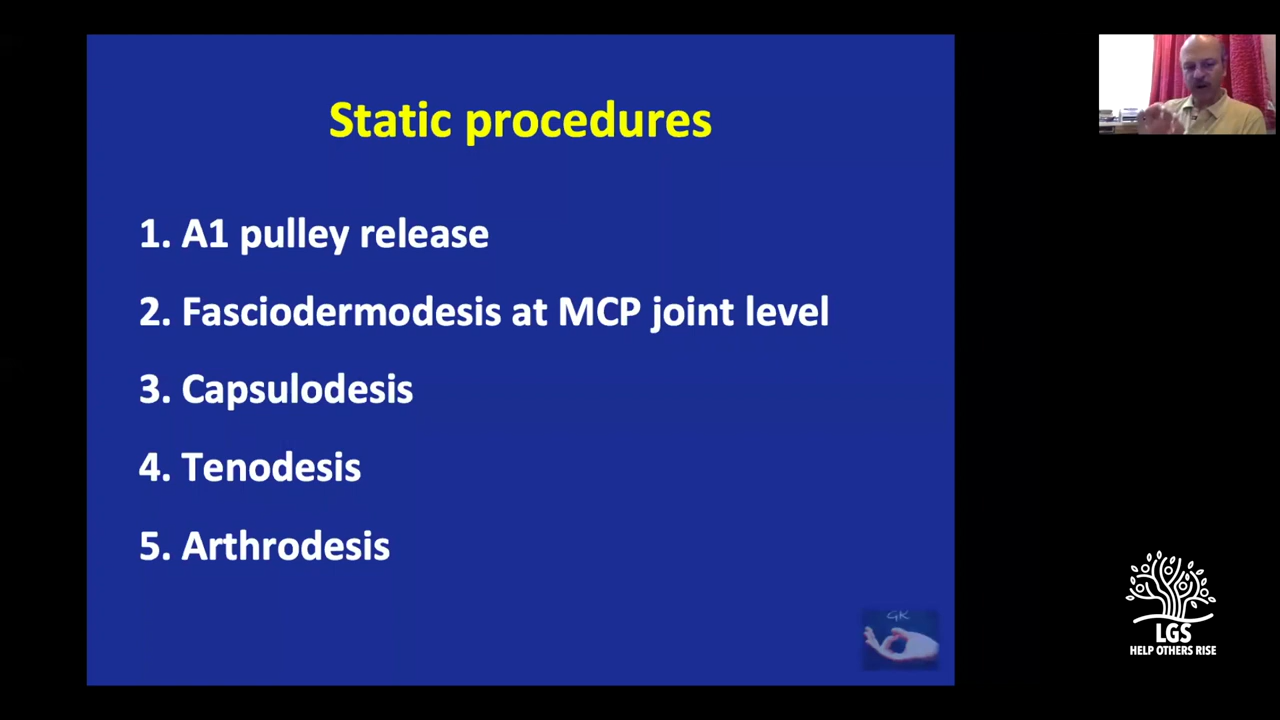 Static procedures
1. A1 pulley release
2. Fasciodermodesis at MCP joint level
3. Capsulodesis
4. Tenodesis
5. Arthrodesis
GK
LGS
HELP OTHERS RISE